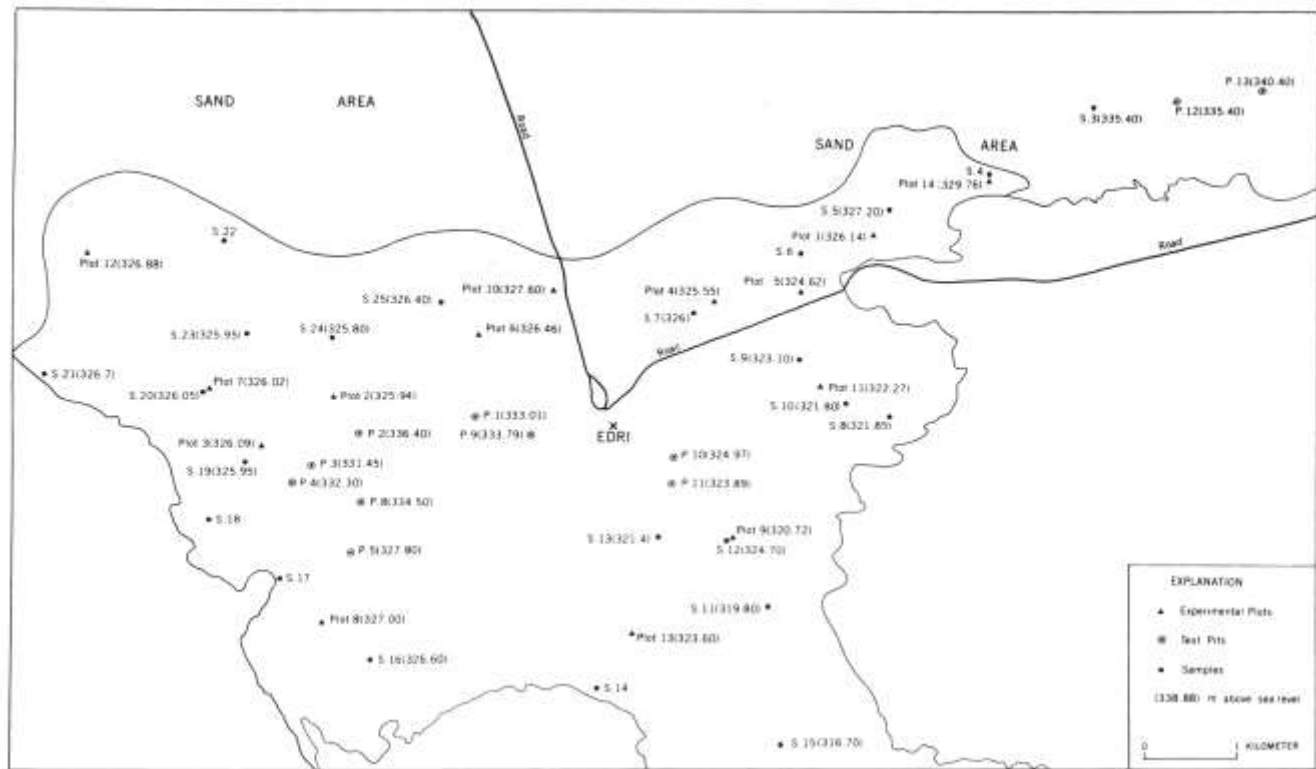 P.13(340.40)
P.12(335.40)
S.3(335.40)
SAND AREA
Road
SAND AREA
S.4
Plot 14 (329.76)
S.5(327.20)
Plot 1(326.14)
S.6
Road
S.22
Plot 12(326.88)
Plot 10(327.60)
Plot 5(324.62)
Plot 4(325.55)
S.25(326.40)
S.7(326)
S.23(325.95)
S.24(325.80)
Plot 6(326.46)
Road
S.9(323.10)
S.21(326.7)
Plot 7(326.02)
S.20(326.05)
Plot 2(325.94)
Plot 11(322.27)
S.10(321.80)
S.8(321.85)
P.1(333.01)
P.2(336.40)
P.9(333.79)
EDRI
Plot 3(326.09)
S.19(325.95)
P.3(331.45)
P.4(332.30)
P.10(324.97)
P.11(323.89)
P.8(334.50)
S.18
S.13(321.4)
Plot 9(320.72)
S.12(324.70)
P.5(327.80)
S.17
S.11(319.80)
Plot 8(327.00)
Plot 13(323.60)
S.16(326.60)
S.14
S.15(316.70)
EXPLANATION
Experimental Plots
Test Pits
Samples
(338.88) m above sea level
0 1 KILOMETER